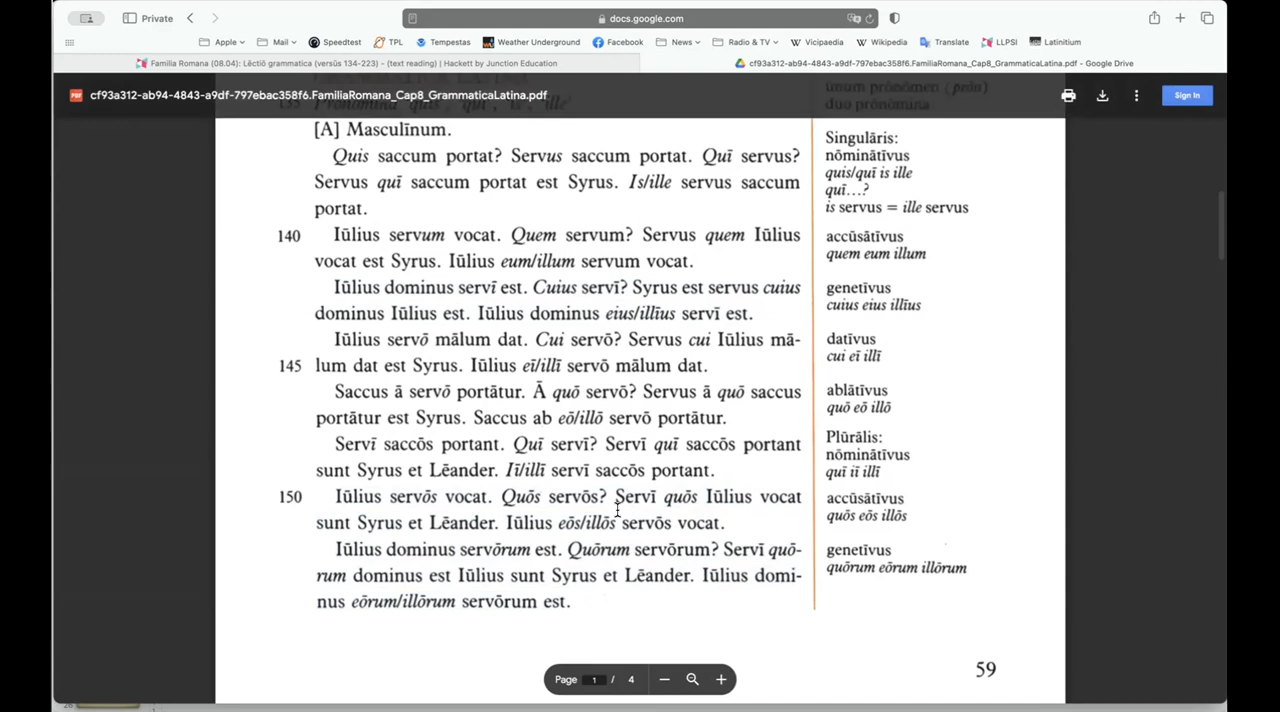 Private
docs.google.com
Apple
Mail
Speedtest
TPL
Tempestas
Weather Underground
Facebook
News
Radio & TV
Vicipaedia
Wikipedia
Translate
LLPSI
Latinitium
Familia Romana (08.04): Lēctiō grammatica (versūs 134-223) - (text reading) | Hackett by Junction Education
cf93a312-ab94-4843-a9df-797ebac358f6.FamiliaRomana_Cap8_GrammaticaLatina.pdf - Google Drive
PDF
cf93a312-ab94-4843-a9df-797ebac358f6.FamiliaRomana_Cap8_GrammaticaLatina.pdf
Sign In
135 Prōnōmina 'quis', 'quī', 'is', 'ille'
[A] Masculīnum.
Quis saccum portat? Servus saccum portat. Quī servus?
Servus quī saccum portat est Syrus. Is/ille servus saccum
portat.
140 Iūlius servum vocat. Quem servum? Servus quem Iūlius
vocat est Syrus. Iūlius eum/illum servum vocat.
Iūlius dominus servī est. Cuius servī? Syrus est servus cuius
dominus Iūlius est. Iūlius dominus eius/illīus servī est.
Iūlius servō mālum dat. Cui servō? Servus cui Iūlius mā-
145 lum dat est Syrus. Iūlius eī/illī servō mālum dat.
Saccus ā servō portātur. Ā quō servō? Servus ā quō saccus
portātur est Syrus. Saccus ab eō/illō servō portātur.
Servī saccōs portant. Quī servī? Servī quī saccōs portant
sunt Syrus et Lēander. Iī/illī servī saccōs portant.
150 Iūlius servōs vocat. Quōs servōs? Servī quōs Iūlius vocat
sunt Syrus et Lēander. Iūlius eōs/illōs servōs vocat.
Iūlius dominus servōrum est. Quōrum servōrum? Servī quō-
rum dominus est Iūlius sunt Syrus et Lēander. Iūlius domi-
nus eōrum/illōrum servōrum est.
ūnum prōnōmen (prōn)
duo prōnōmina
Singulāris:
nōminātīvus
quis/quī is ille
quī...?
is servus = ille servus
accūsātīvus
quem eum illum
genetīvus
cuius eius illīus
datīvus
cui eī illī
ablātīvus
quō eō illō
Plūrālis:
nōminātīvus
quī iī illī
accūsātīvus
quōs eōs illōs
genetīvus
quōrum eōrum illōrum
59
Page 1 / 4